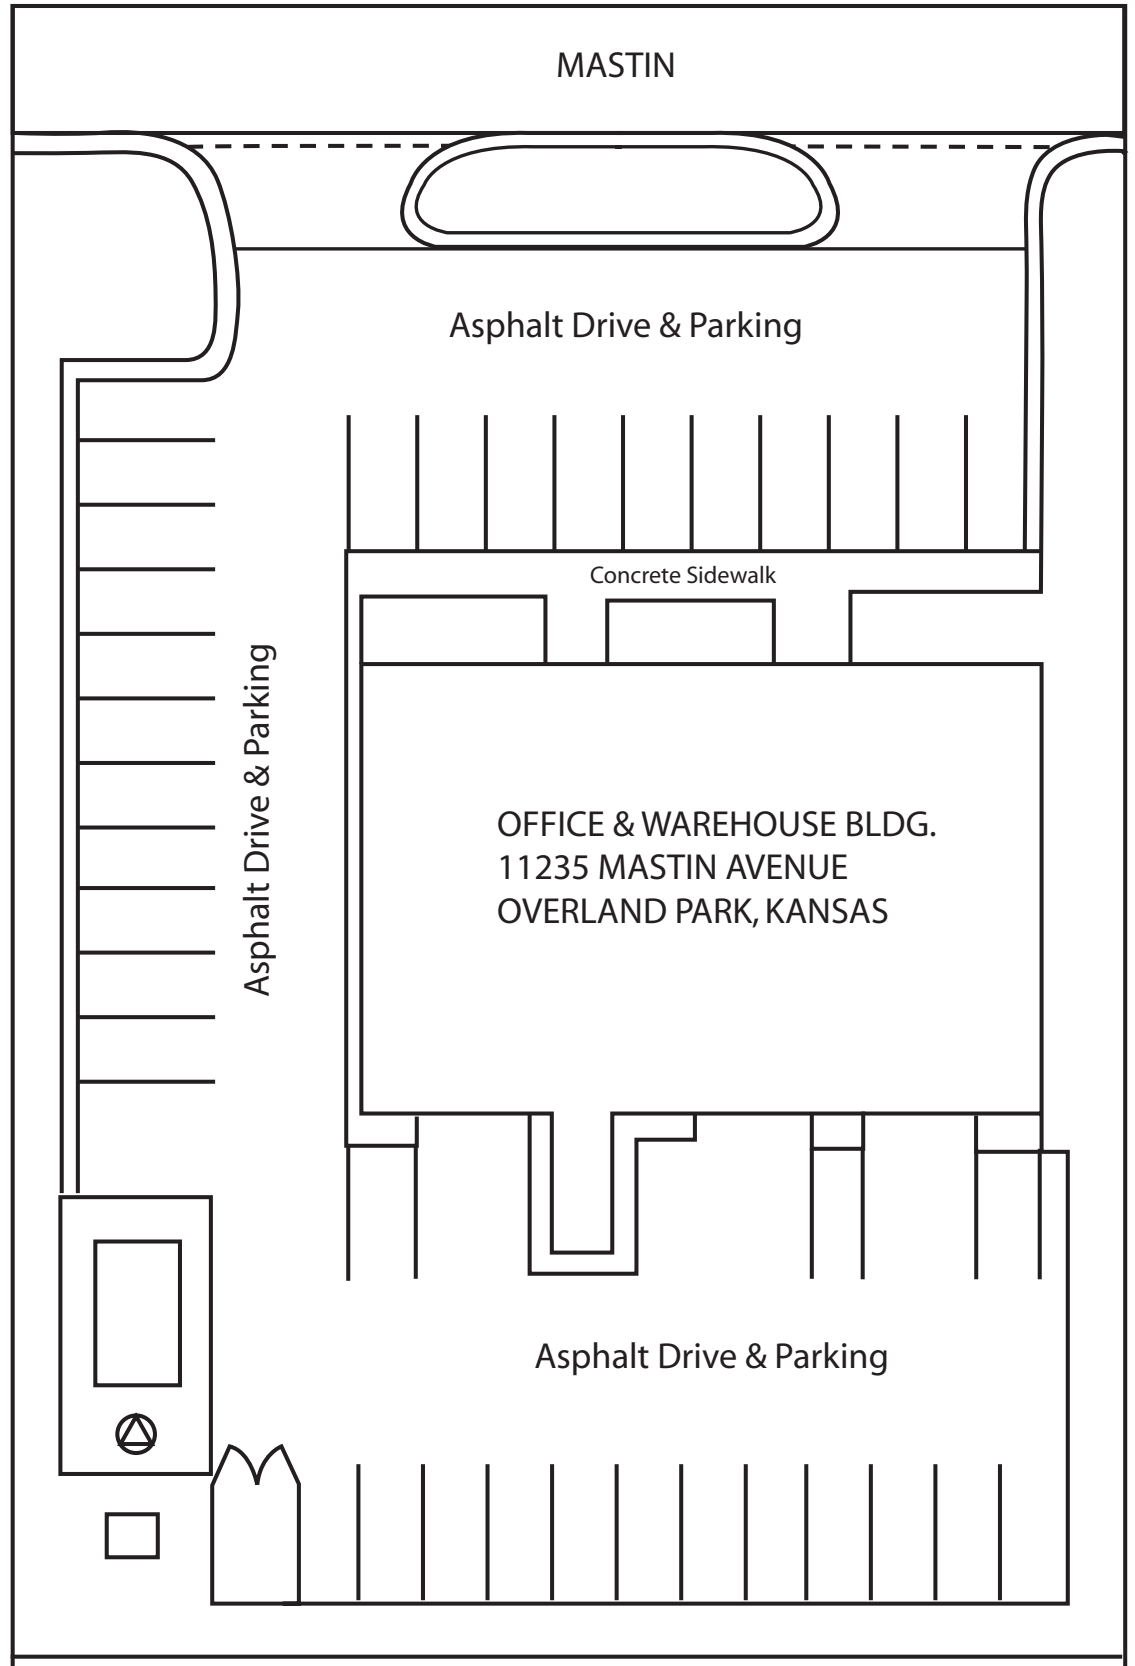 MASTIN
Asphalt Drive & Parking
Concrete Sidewalk
Asphalt Drive & Parking
OFFICE & WAREHOUSE BLDG.
11235 MASTIN AVENUE
OVERLAND PARK, KANSAS
Asphalt Drive & Parking